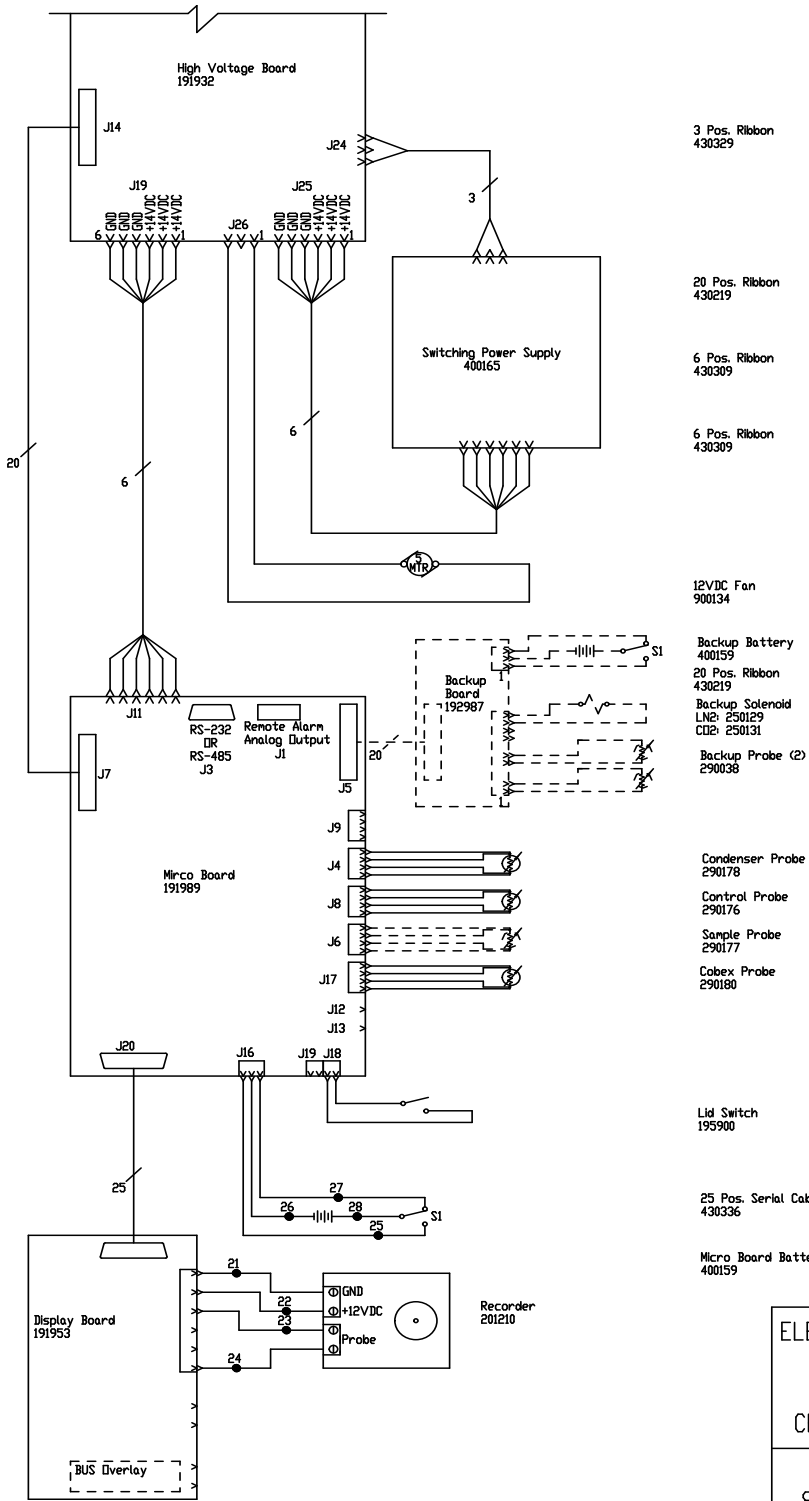 High Voltage Board
191932
J14
J24
J19
J25
J26
6
GND
GND
GND
+14VDC
+14VDC
+14VDC
1
1
GND
GND
GND
+14VDC
+14VDC
+14VDC
1
3
3 Pos. Ribbon
430329
Switching Power Supply
400165
20 Pos. Ribbon
430219
6 Pos. Ribbon
430309
6 Pos. Ribbon
430309
20
6
6
5
MTR
12VDC Fan
900134
Backup
Board
192987
1
1
S1
20
Backup Battery
400159
20 Pos. Ribbon
430219
Backup Solenoid
LN2: 250129
CO2: 250131
Backup Probe (2)
290038
J11
RS-232
OR
RS-485
J3
Remote Alarm
Analog Output
J1
J5
J7
J9
Mirco Board
191989
J4
J8
J6
J17
J12
J13
Condenser Probe
290178
Control Probe
290176
Sample Probe
290177
Cobex Probe
290180
J20
J16
J19
J18
Lid Switch
195900
25
27
26
28
25
S1
25 Pos. Serial Cab
430336
Micro Board Batte
400159
Display Board
191953
21
22
23
24
GND
+12VDC
Probe
Recorder
201210
BUS Overlay